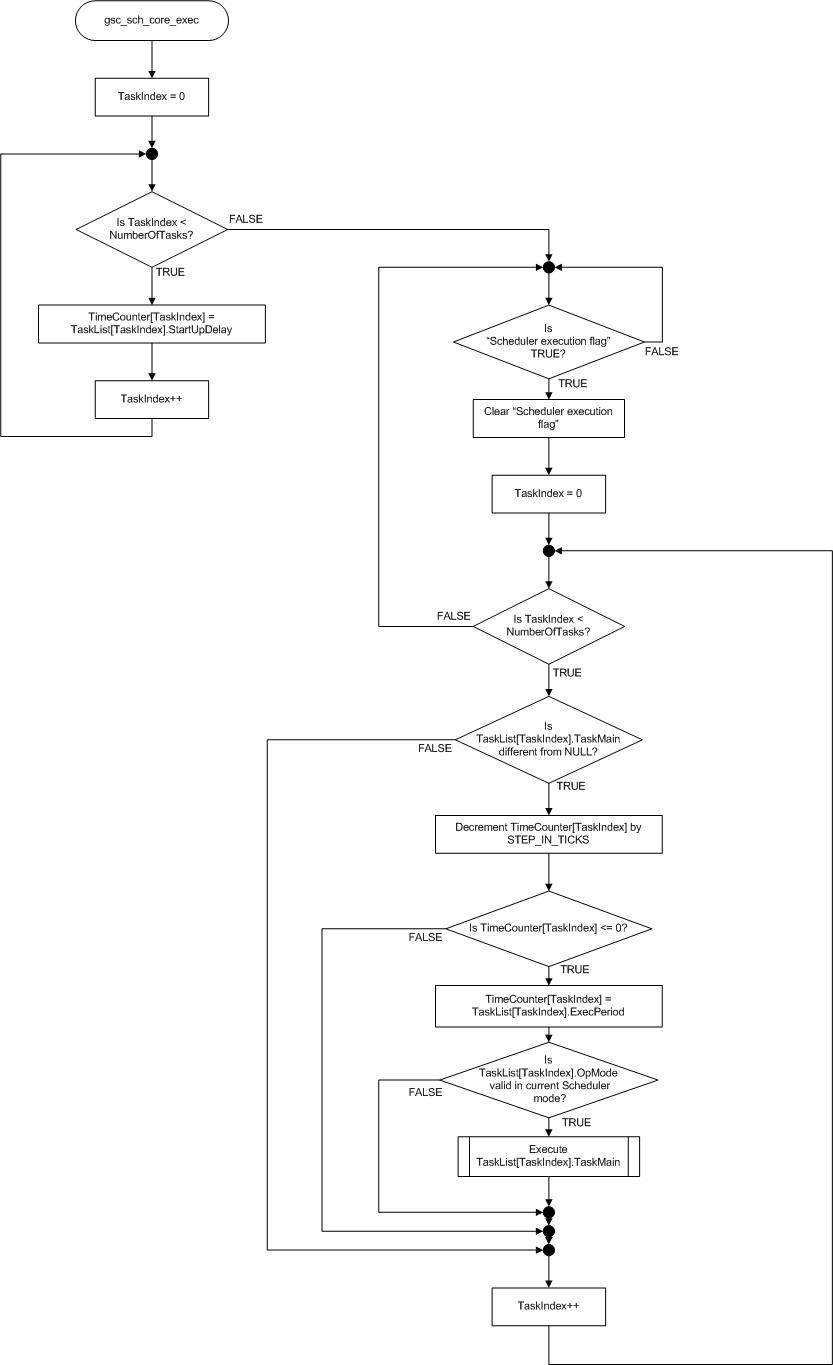 gsc_sch_core_exec
TaskIndex = 0
Is TaskIndex <
NumberOfTasks?
FALSE
TRUE
TimeCounter[TaskIndex] =
TaskList[TaskIndex].StartUpDelay
TaskIndex++
Is
“Scheduler execution flag”
TRUE?
FALSE
TRUE
Clear “Scheduler execution
flag”
TaskIndex = 0
Is TaskIndex <
NumberOfTasks?
FALSE
TRUE
Is
TaskList[TaskIndex].TaskMain
different from NULL?
FALSE
TRUE
Decrement TimeCounter[TaskIndex] by
STEP_IN_TICKS
Is TimeCounter[TaskIndex] <= 0?
FALSE
TRUE
TimeCounter[TaskIndex] =
TaskList[TaskIndex].ExecPeriod
Is
TaskList[TaskIndex].OpMode
valid in current Scheduler
mode?
FALSE
TRUE
Execute
TaskList[TaskIndex].TaskMain
TaskIndex++